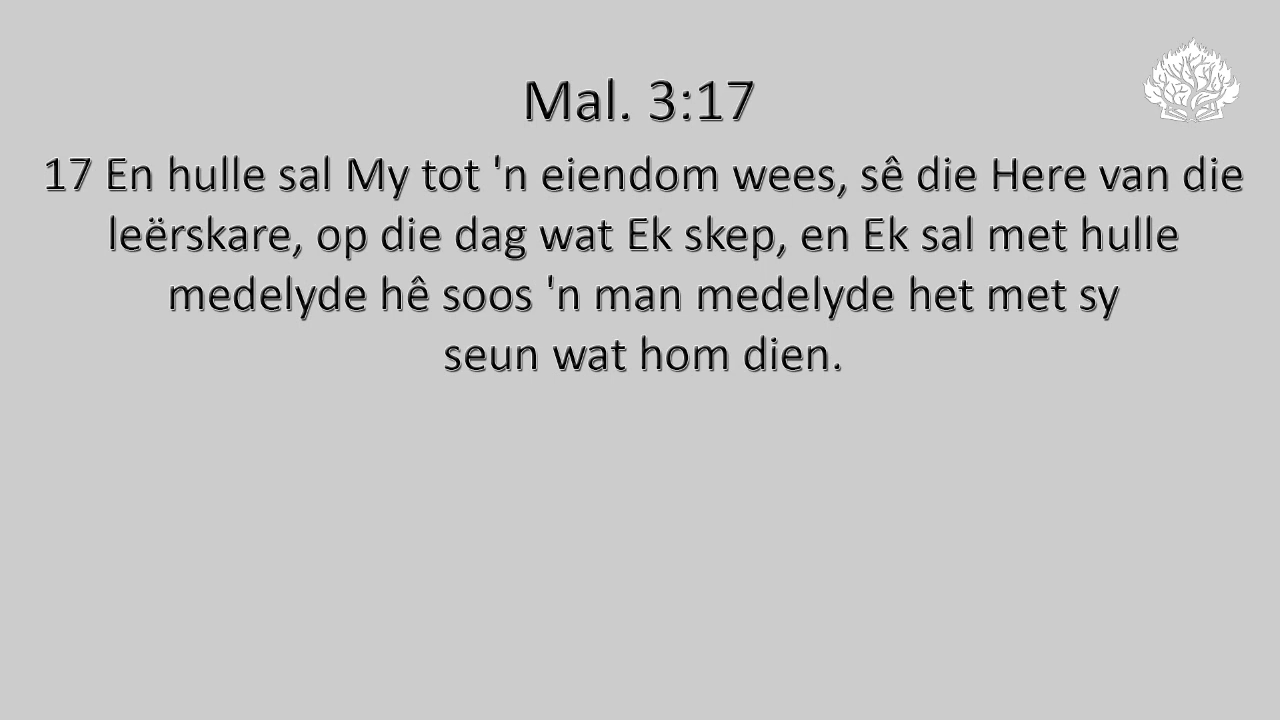 Mal. 3:17
17 En hulle sal My tot 'n eiendom wees, sê die Here van die
leërskare, op die dag wat Ek skep, en Ek sal met hulle
medelyde hê soos 'n man medelyde het met sy
seun wat hom dien.